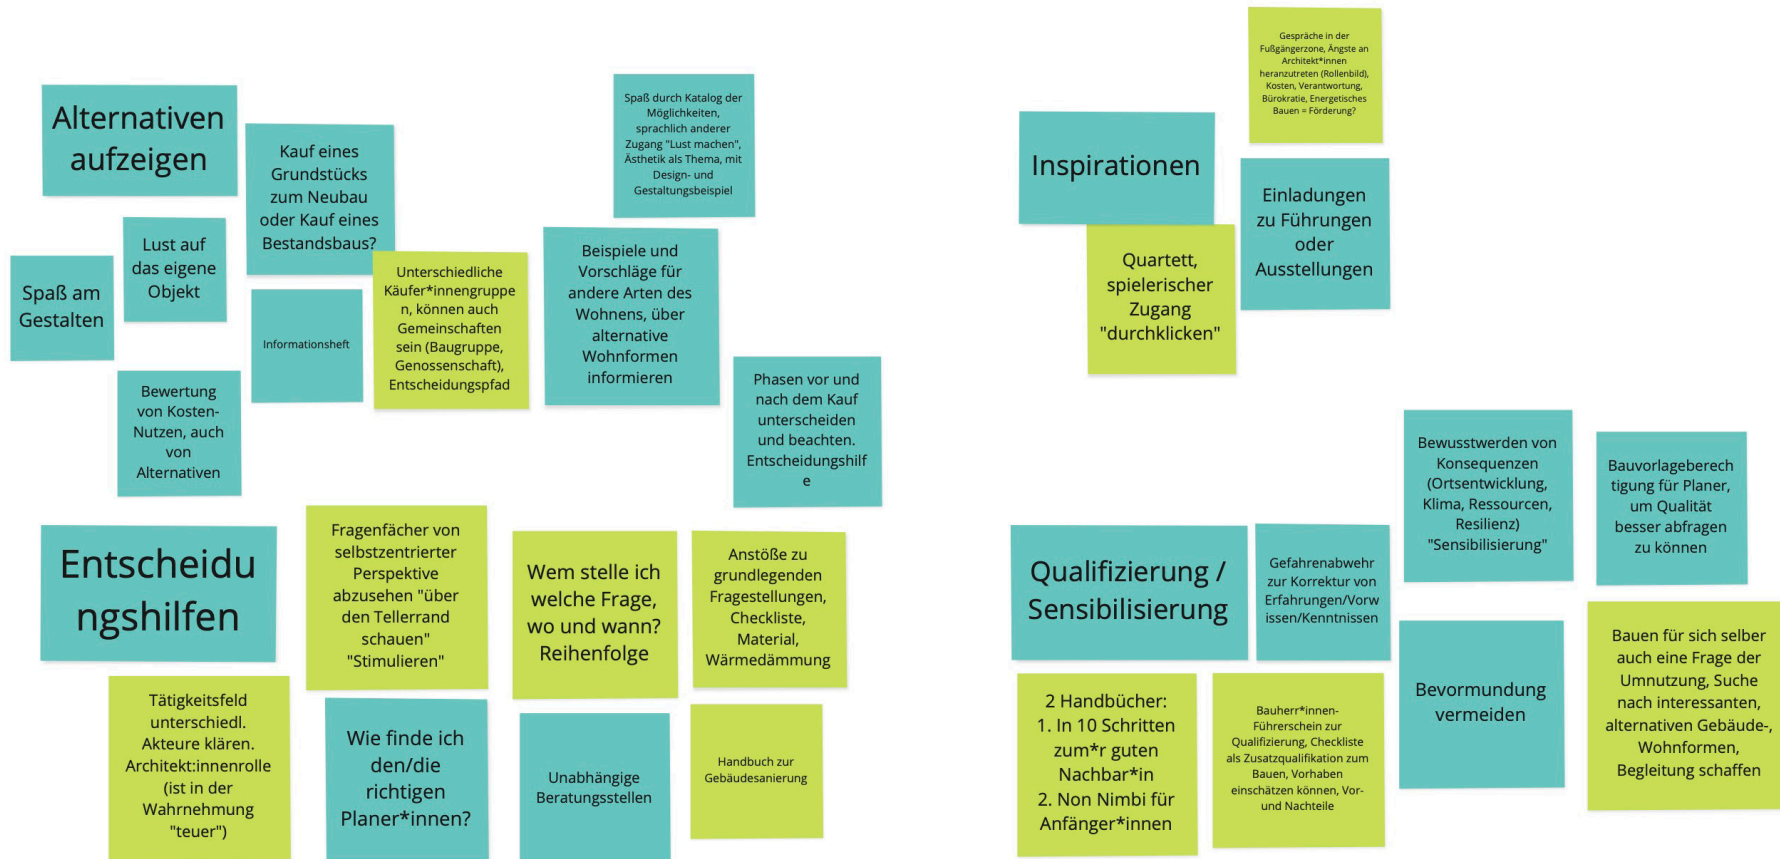 Alternativen
aufzeigen
Kauf eines
Grundstücks
zum Neubau
oder Kauf eines
Bestandsbaus?
Spaß durch Katalog der
Möglichkeiten,
sprachlich anderer
Zugang "Lust machen",
Ästhetik als Thema, mit
Design- und
Gestaltungsbeispiel
Lust auf
das eigene
Objekt
Spaß am
Gestalten
Informationsheft
Unterschiedliche
Käufer*innengruppe
n, können auch
Gemeinschaften
sein (Baugruppe,
Genossenschaft),
Entscheidungspfad
Beispiele und
Vorschläge für
andere Arten des
Wohnens, über
alternative
Wohnformen
informieren
Bewertung
von Kosten-
Nutzen, auch
von
Alternativen
Phasen vor und
nach dem Kauf
unterscheiden
und beachten.
Entscheidungshilf
e
Entscheidu
ngshilfen
Fragenfächer von
selbstzentrierter
Perspektive
abzusehen "über
den Tellerrand
schauen"
"Stimulieren"
Wem stelle ich
welche Frage,
wo und wann?
Reihenfolge
Anstöße zu
grundlegenden
Fragestellungen,
Checkliste,
Material,
Wärmedämmung
Tätigkeitsfeld
unterschiedl.
Akteure klären.
Architekt:innenrolle
(ist in der
Wahrnehmung
"teuer")
Wie finde ich
den/die
richtigen
Planer*innen?
Unabhängige
Beratungsstellen
Handbuch zur
Gebäudesanierung
Gespräche in der
Fußgängerzone, Ängste an
Architekt*innen
heranzutreten (Rollenbild),
Kosten, Verantwortung,
Bürokratie, Energetisches
Bauen = Förderung?
Inspirationen
Einladungen
zu Führungen
oder
Ausstellungen
Quartett,
spielerischer
Zugang
"durchklicken"
Qualifizierung /
Sensibilisierung
Gefahrenabwehr
zur Korrektur von
Erfahrungen/Vorw
issen/Kenntnissen
Bewusstwerden von
Konsequenzen
(Ortsentwicklung,
Klima, Ressourcen,
Resilienz)
"Sensibilisierung"
Bauvorlageberech
tigung für Planer,
um Qualität
besser abfragen
zu können
2 Handbücher:
1. In 10 Schritten
zum*r guten
Nachbar*in
2. Non Nimbi für
Anfänger*innen
Bauherr*innen-
Führerschein zur
Qualifizierung, Checkliste
als Zusatzqualifikation zum
Bauen, Vorhaben
einschätzen können, Vor-
und Nachteile
Bevormundung
vermeiden
Bauen für sich selber
auch eine Frage der
Umnutzung, Suche
nach interessanten,
alternativen Gebäude-,
Wohnformen,
Begleitung schaffen